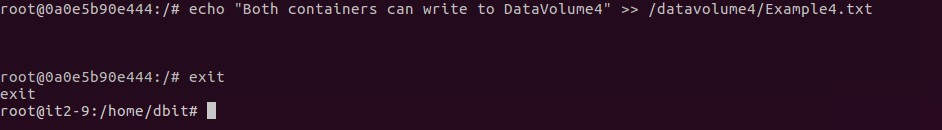 root@0a0e5b90e444:/# echo "Both containers can write to DataVolume4" >> /datavolume4/Example4.txt
root@0a0e5b90e444:/# exit
exit
root@it2-9:/home/dbit#